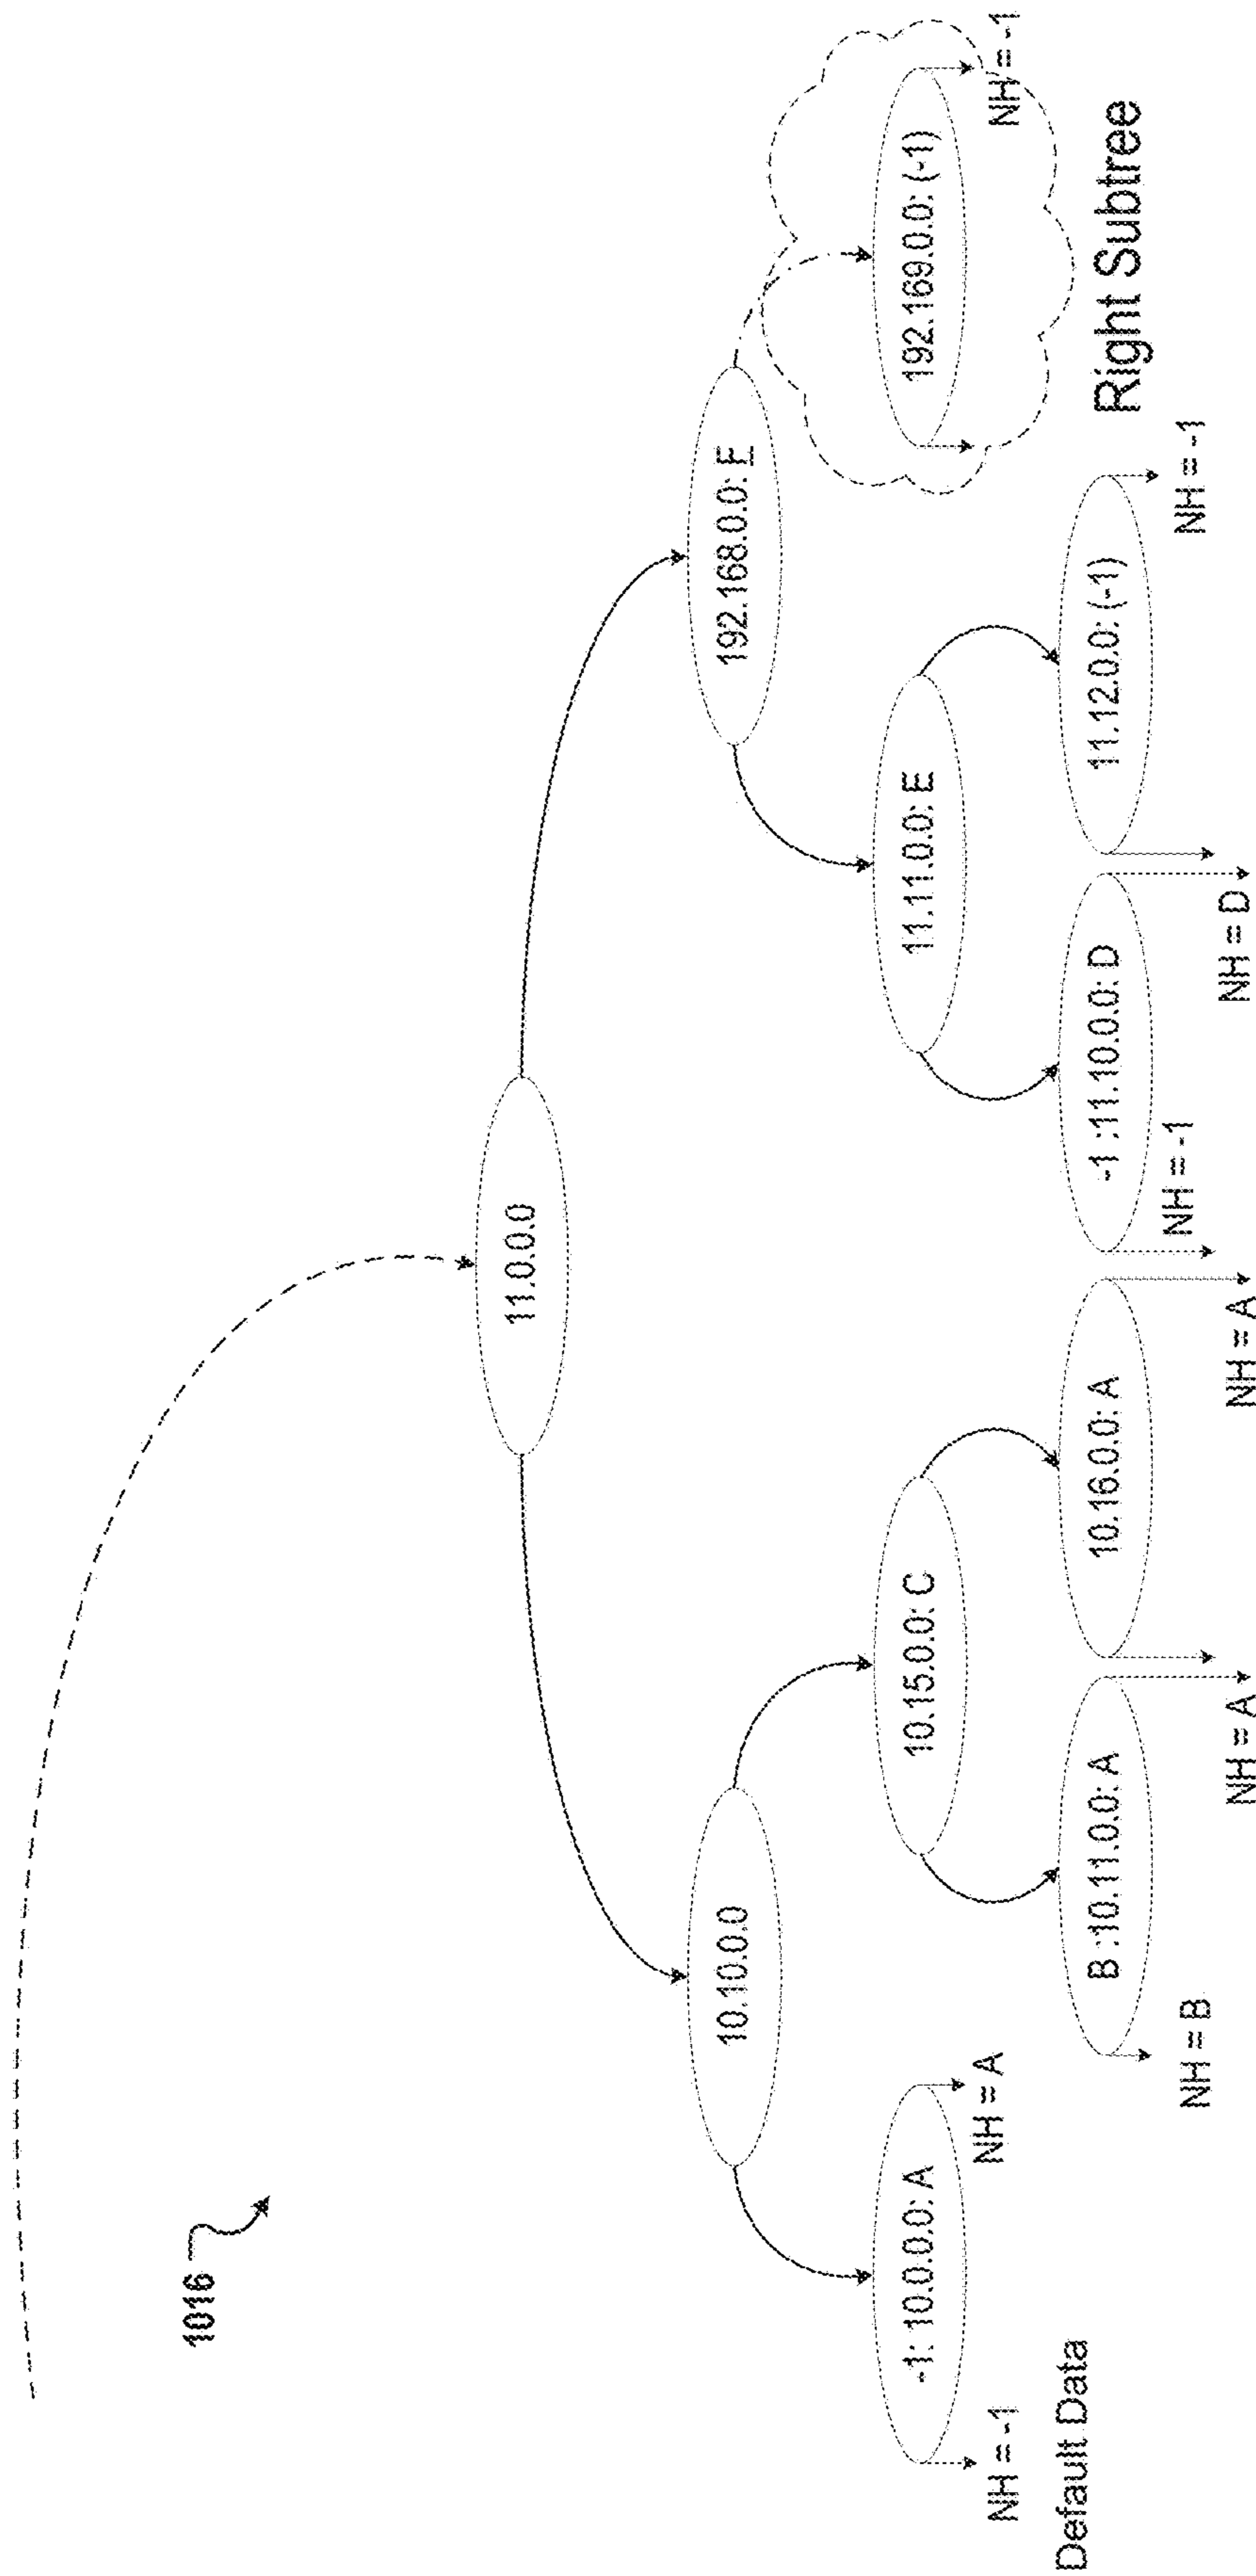 1016
11.0.0.0
10.10.0.0
192.168.0.0: F
-1: 10.0.0.0: A
10.15.0.0: C
11.11.0.0: E
192.169.0.0: (-1)
NH = -1
NH = A
NH = -1
Default Data
B :10.11.0.0: A
10.16.0.0: A
-1 :11.10.0.0: D
11.12.0.0: (-1)
Right Subtree
NH = B
NH = A
NH = A
NH = -1
NH = D
NH = -1